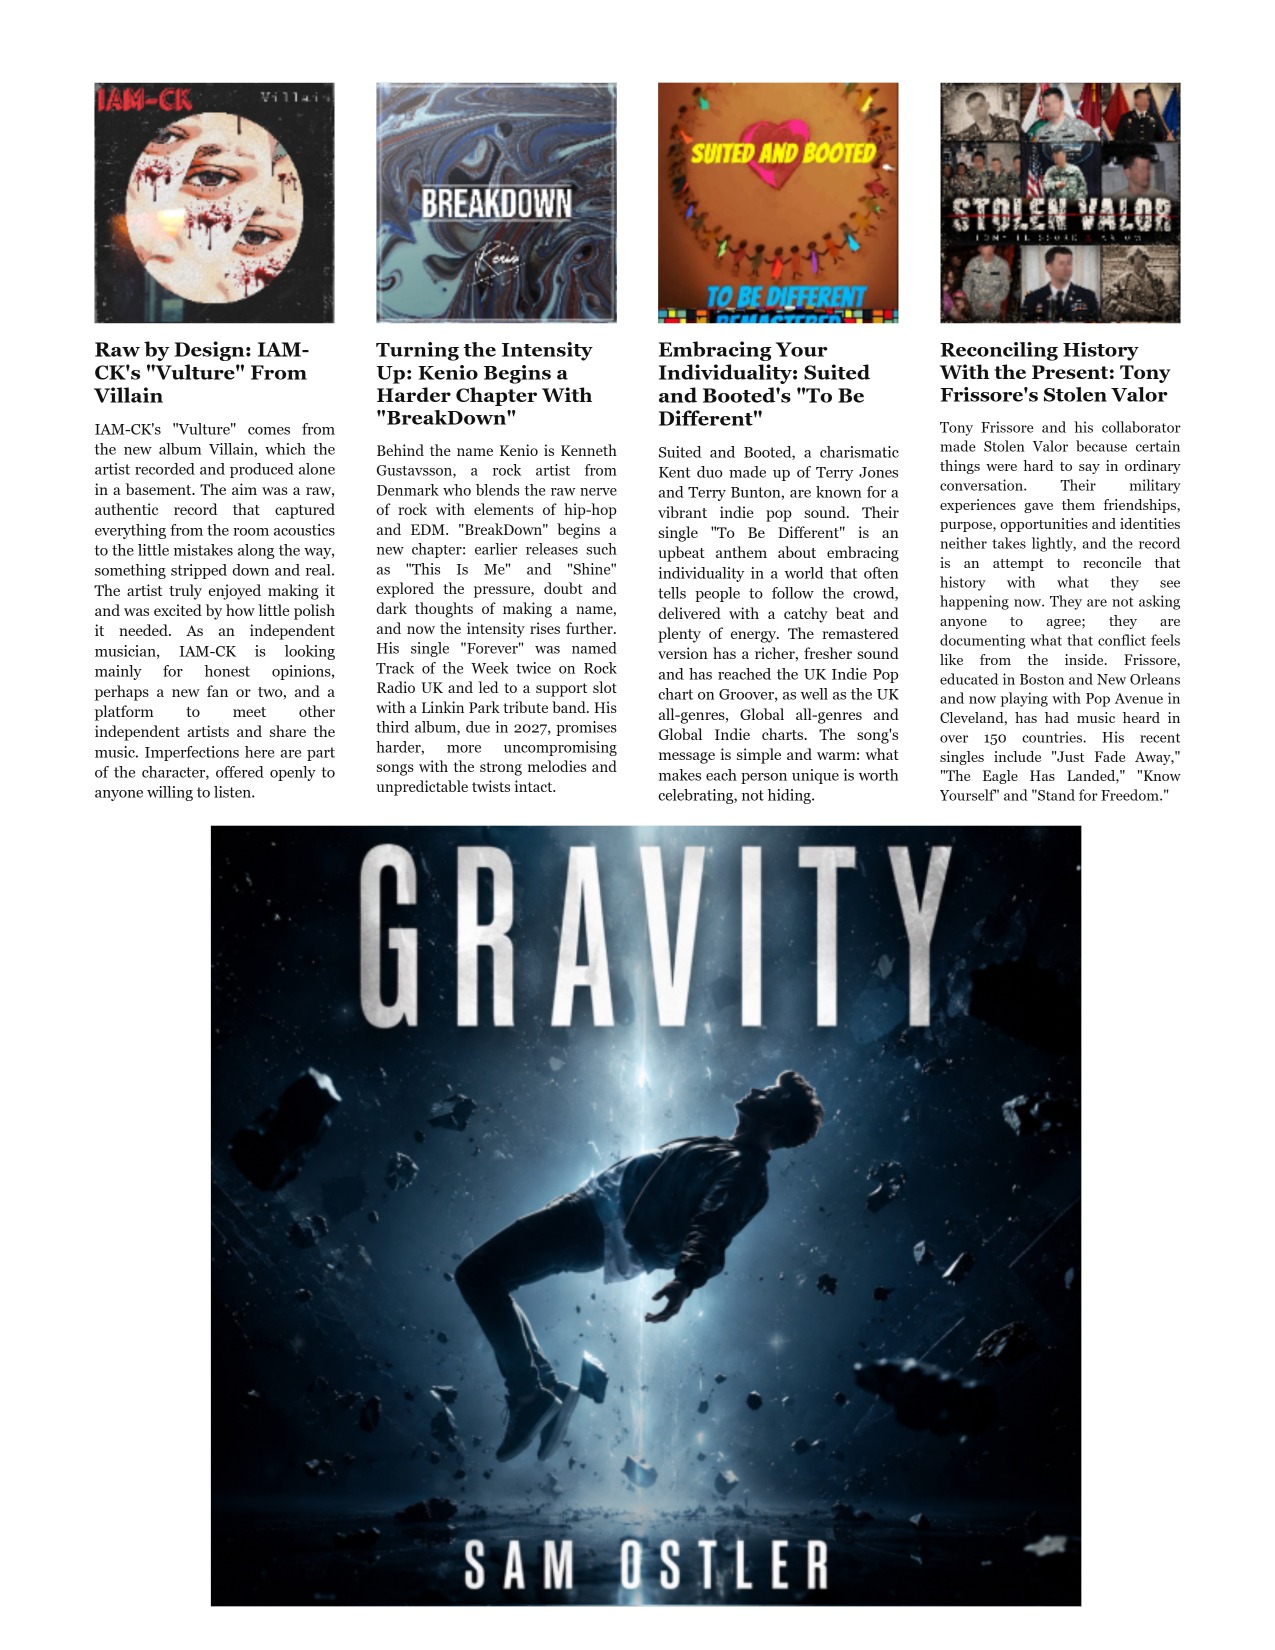 IAM-CK
Villain
Raw by Design: IAM-
CK's "Vulture" From
Villain
IAM-CK's "Vulture" comes from
the new album Villain, which the
artist recorded and produced alone
in a basement. The aim was a raw,
authentic record that captured
everything from the room acoustics
to the little mistakes along the way,
something stripped down and real.
The artist truly enjoyed making it
and was excited by how little polish
it needed. As an independent
musician, IAM-CK is looking
mainly for honest opinions,
perhaps a new fan or two, and a
platform to meet other
independent artists and share the
music. Imperfections here are part
of the character, offered openly to
anyone willing to listen.
BREAKDOWN
Kenio
Turning the Intensity
Up: Kenio Begins a
Harder Chapter With
"BreakDown"
Behind the name Kenio is Kenneth
Gustavsson, a rock artist from
Denmark who blends the raw nerve
of rock with elements of hip-hop
and EDM. "BreakDown" begins a
new chapter: earlier releases such
as "This Is Me" and "Shine"
explored the pressure, doubt and
dark thoughts of making a name,
and now the intensity rises further.
His single "Forever" was named
Track of the Week twice on Rock
Radio UK and led to a support slot
with a Linkin Park tribute band. His
third album, due in 2027, promises
harder, more uncompromising
songs with the strong melodies and
unpredictable twists intact.
SUITED AND BOOTED
TO BE DIFFERENT
REMASTERED
Embracing Your
Individuality: Suited
and Booted's "To Be
Different"
Suited and Booted, a charismatic
Kent duo made up of Terry Jones
and Terry Bunton, are known for a
vibrant indie pop sound. Their
single "To Be Different" is an
upbeat anthem about embracing
individuality in a world that often
tells people to follow the crowd,
delivered with a catchy beat and
plenty of energy. The remastered
version has a richer, fresher sound
and has reached the UK Indie Pop
chart on Groover, as well as the UK
all-genres, Global all-genres and
Global Indie charts. The song's
message is simple and warm: what
makes each person unique is worth
celebrating, not hiding.
STOLEN VALOR
Reconciling History
With the Present: Tony
Frissore's Stolen Valor
Tony Frissore and his collaborator
made Stolen Valor because certain
things were hard to say in ordinary
conversation. Their military
experiences gave them friendships,
purpose, opportunities and identities
neither takes lightly, and the record
is an attempt to reconcile that
history with what they see
happening now. They are not asking
anyone to agree; they are
documenting what that conflict feels
like from the inside. Frissore,
educated in Boston and New Orleans
and now playing with Pop Avenue in
Cleveland, has had music heard in
over 150 countries. His recent
singles include "Just Fade Away,"
"The Eagle Has Landed," "Know
Yourself" and "Stand for Freedom."
GRAVITY
SAM OSTLER